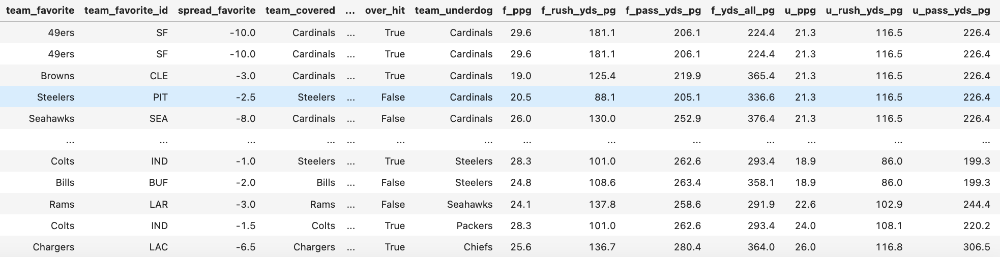 team_favorite team_favorite_id spread_favorite team_covered ... over_hit team_underdog f_ppg f_rush_yds_pg f_pass_yds_pg f_yds_all_pg u_ppg u_rush_yds_pg u_pass_yds_pg
49ers SF -10.0 Cardinals ... True Cardinals 29.6 181.1 206.1 224.4 21.3 116.5 226.4
49ers SF -10.0 Cardinals ... True Cardinals 29.6 181.1 206.1 224.4 21.3 116.5 226.4
Browns CLE -3.0 Cardinals ... True Cardinals 19.0 125.4 219.9 365.4 21.3 116.5 226.4
Steelers PIT -2.5 Steelers ... False Cardinals 20.5 88.1 205.1 336.6 21.3 116.5 226.4
Seahawks SEA -8.0 Cardinals ... False Cardinals 26.0 130.0 252.9 376.4 21.3 116.5 226.4
... ... ... ... ... ... ... ... ... ... ... ... ... ...
Colts IND -1.0 Steelers ... True Steelers 28.3 101.0 262.6 293.4 18.9 86.0 199.3
Bills BUF -2.0 Bills ... False Steelers 24.8 108.6 263.4 358.1 18.9 86.0 199.3
Rams LAR -3.0 Rams ... False Seahawks 24.1 137.8 258.6 291.9 22.6 102.9 244.4
Colts IND -1.5 Colts ... True Packers 28.3 101.0 262.6 293.4 24.0 108.1 220.2
Chargers LAC -6.5 Chargers ... True Chiefs 25.6 136.7 280.4 364.0 26.0 116.8 306.5